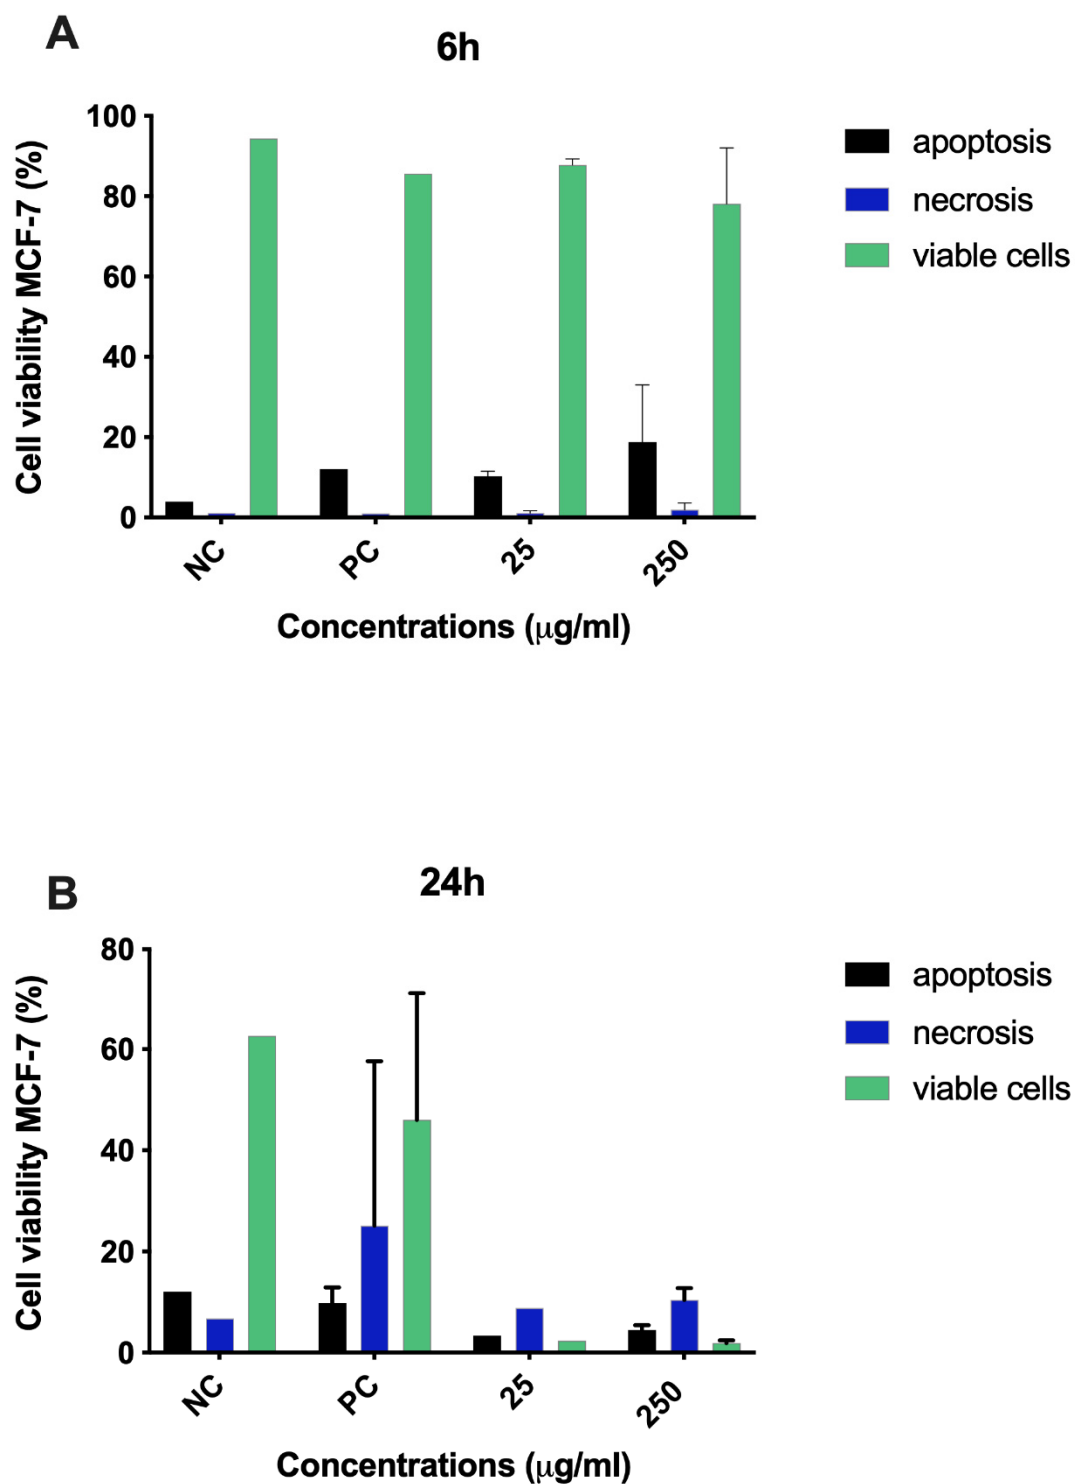 A
6h
Cell viability MCF-7 (%)
100
80
60
40
20
0
NC
PC
25
250
Concentrations (μg/ml)
apoptosis
necrosis
viable cells
B
24h
Cell viability MCF-7 (%)
80
60
40
20
0
NC
PC
25
250
Concentrations (μg/ml)
apoptosis
necrosis
viable cells